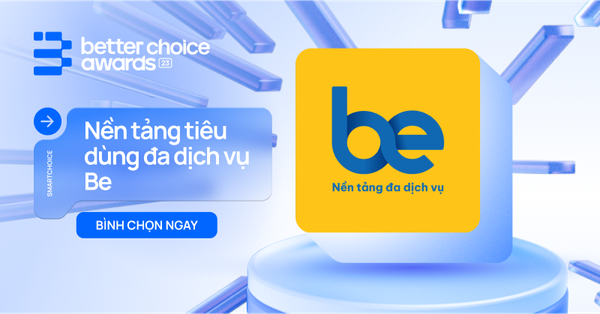 better choice
awards 23
Nền tảng tiêu
dùng đa dịch vụ
Be
SMARTCHOICE
BÌNH CHỌN NGAY
be
Nền tảng đa dịch vụ